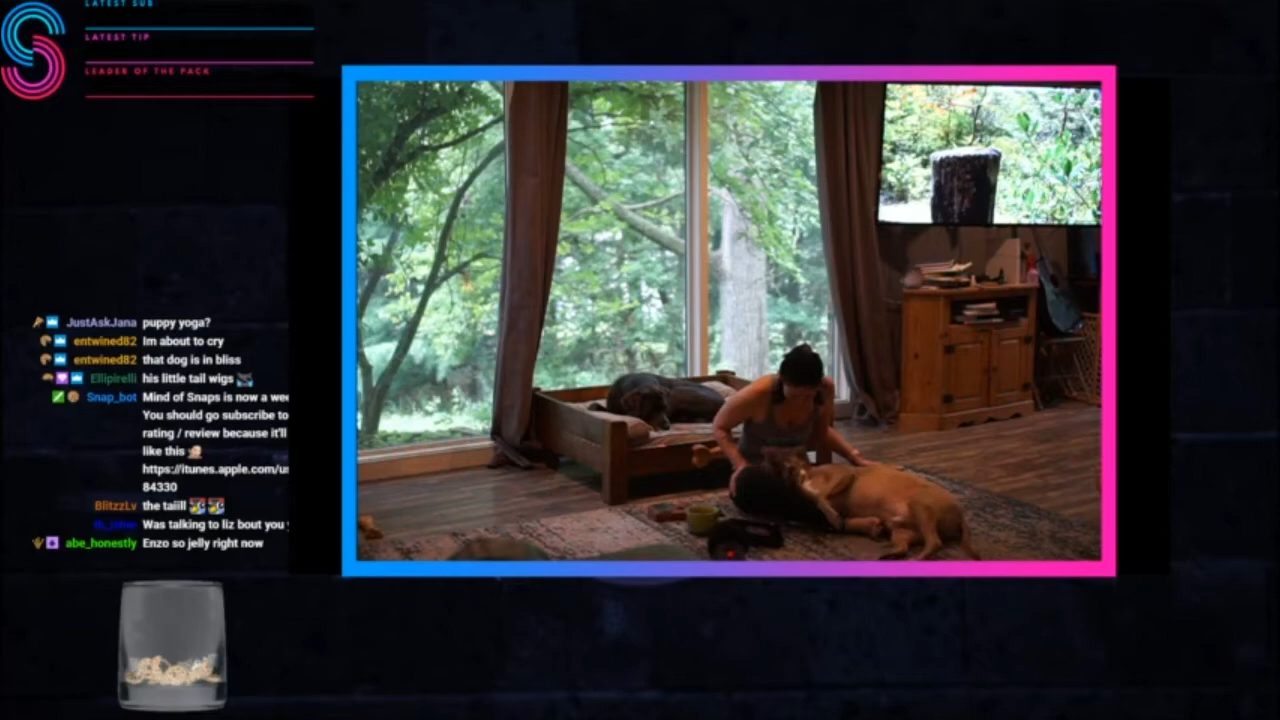 LATEST SUB
LATEST TIP
LEADER OF THE PACK
JustAskJana puppy yoga?
entwined82 Im about to cry
entwined82 that dog is in bliss
Ellipirelli his little tail wigs
Snap_bot Mind of Snaps is now a wee
You should go subscribe to
rating / review because it'll
like this
https://itunes.apple.com/us
84330
BlitzzLv the taiill
Was talking to liz bout you
abe_honestly Enzo so jelly right now